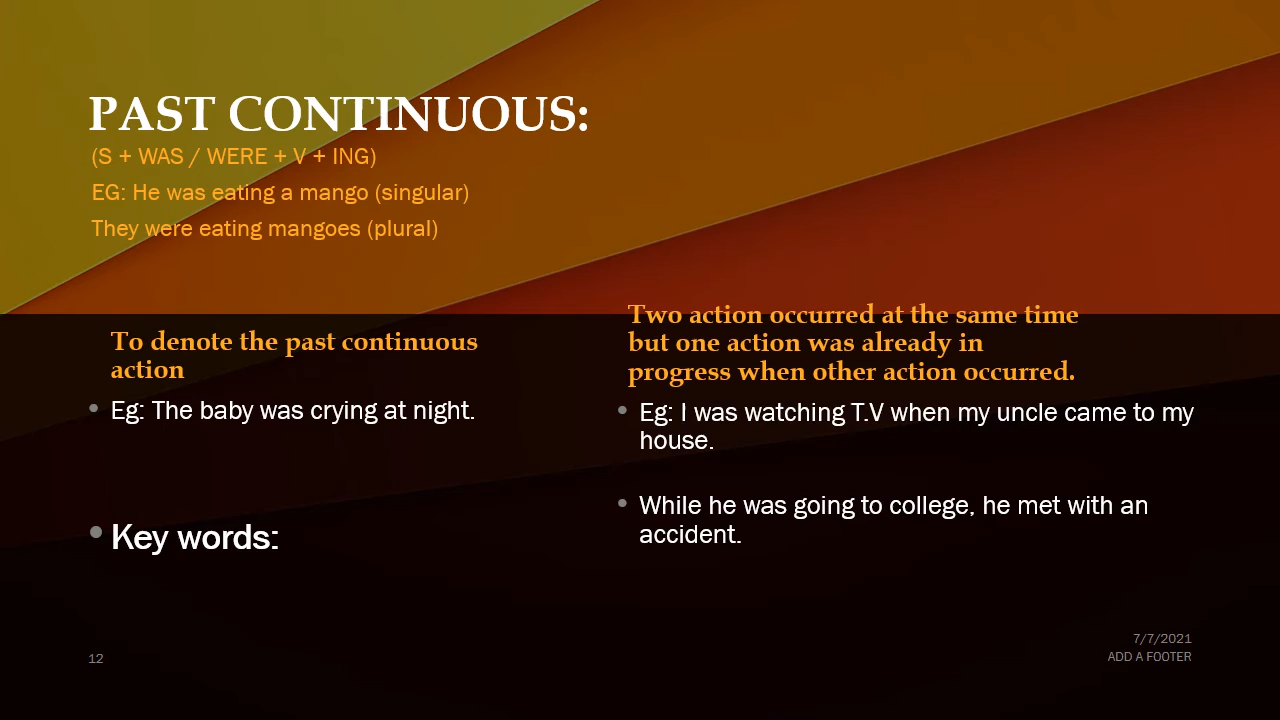 PAST CONTINUOUS:
(S + WAS / WERE + V + ING)
EG: He was eating a mango (singular)
They were eating mangoes (plural)
To denote the past continuous
action
• Eg: The baby was crying at night.
• Key words:
Two action occurred at the same time
but one action was already in
progress when other action occurred.
• Eg: I was watching T.V when my uncle came to my
house.
• While he was going to college, he met with an
accident.
12
7/7/2021
ADD A FOOTER